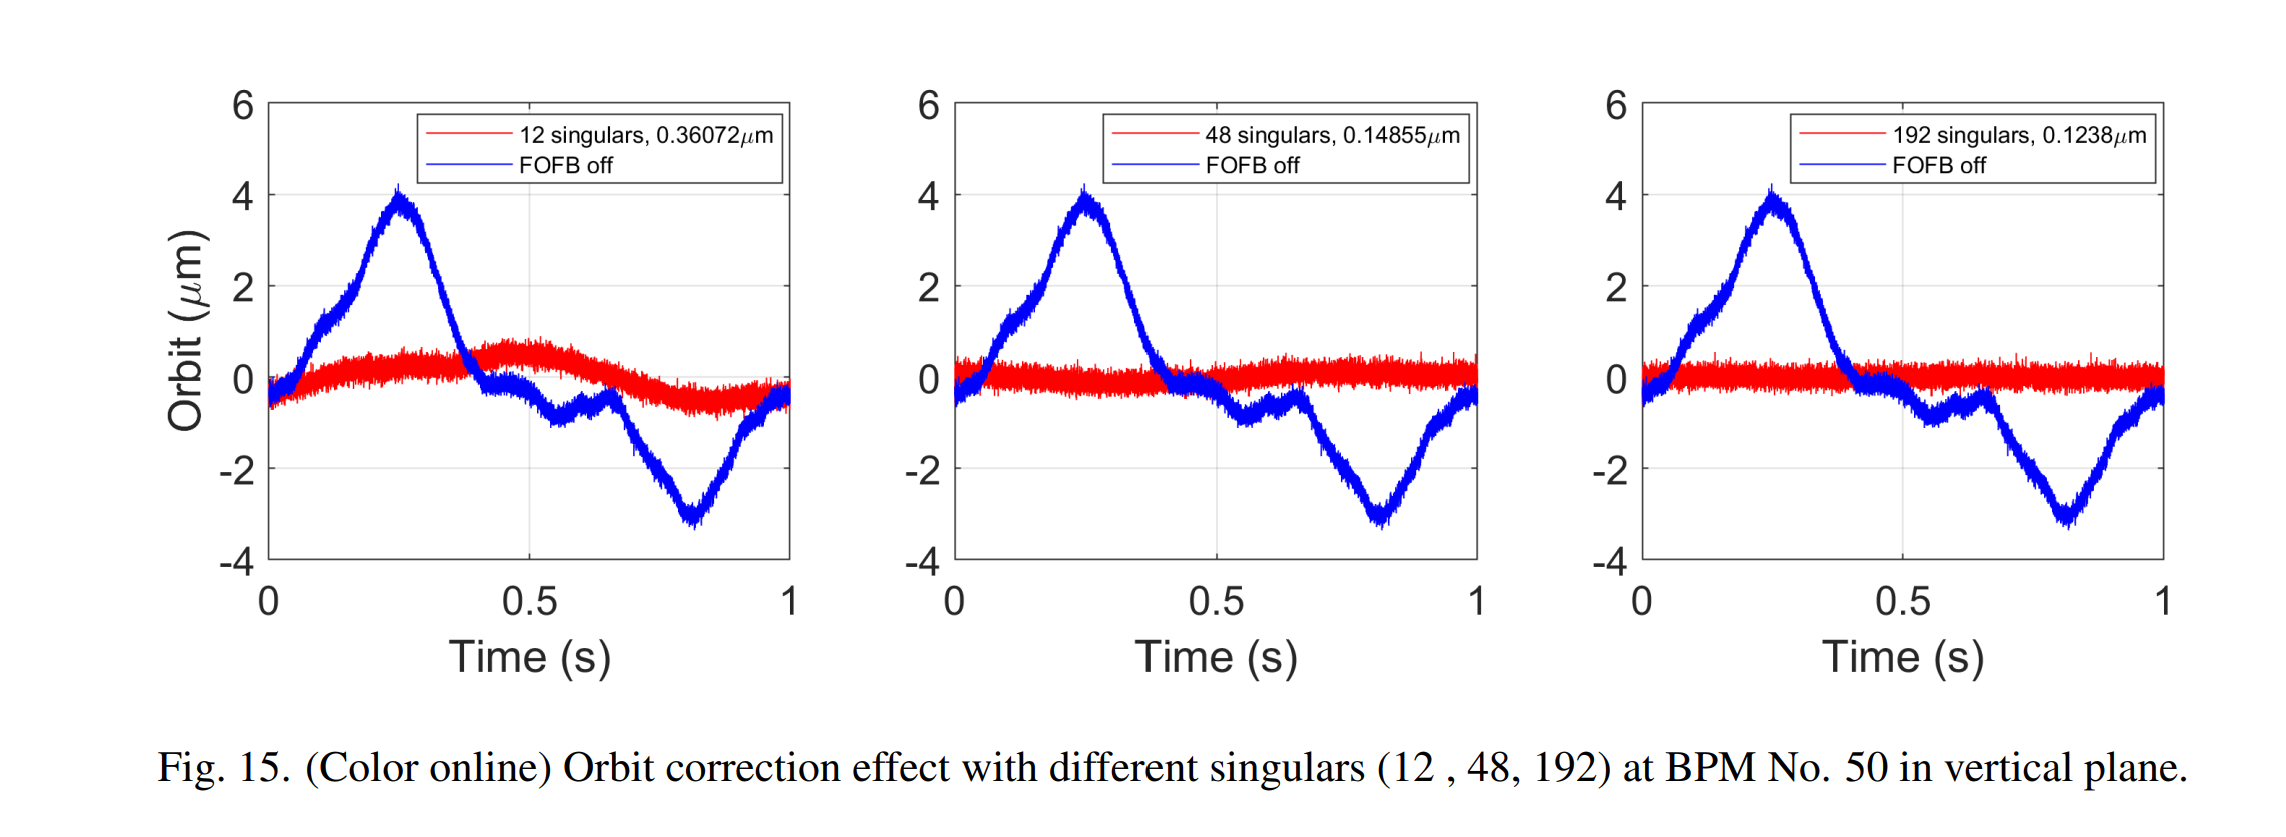 6
4
2
0
-2
-4
Orbit (μm)
12 singulars, 0.36072μm
FOFB off
0 0.5 1
Time (s)
6
4
2
0
-2
-4
48 singulars, 0.14855μm
FOFB off
0 0.5 1
Time (s)
6
4
2
0
-2
-4
192 singulars, 0.1238μm
FOFB off
0 0.5 1
Time (s)
Fig. 15. (Color online) Orbit correction effect with different singulars (12 , 48, 192) at BPM No. 50 in vertical plane.